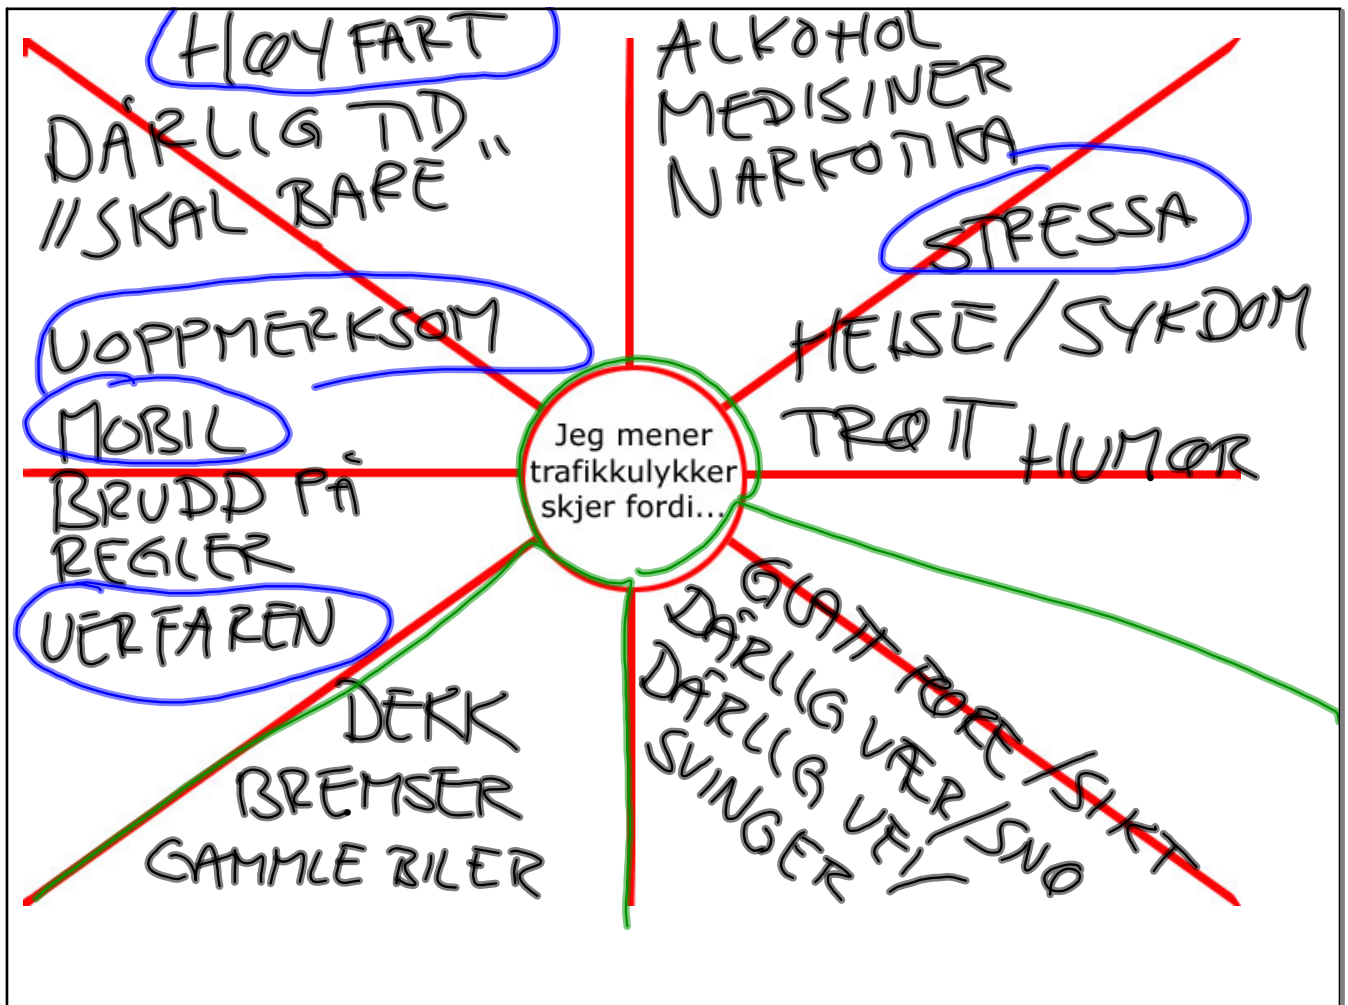 HØY FART
DÅRLIG TID
"SKAL BARE"
UOPPMERKSOM
MOBIL
BRUDD PÅ
REGLER
UERFAREN
DEKK
BREMSER
GAMMLE BILER
Jeg mener
trafikkulykker
skjer fordi...
ALKOHOL
MEDISINER
NARKOTIKA
STRESSA
HELSE/SYKDOM
TRØTT
HUMØR
GLATT FØRE/SIKT
DÅRLIG VÆR/SNØ
DÅRLIG VEI
SVINGER